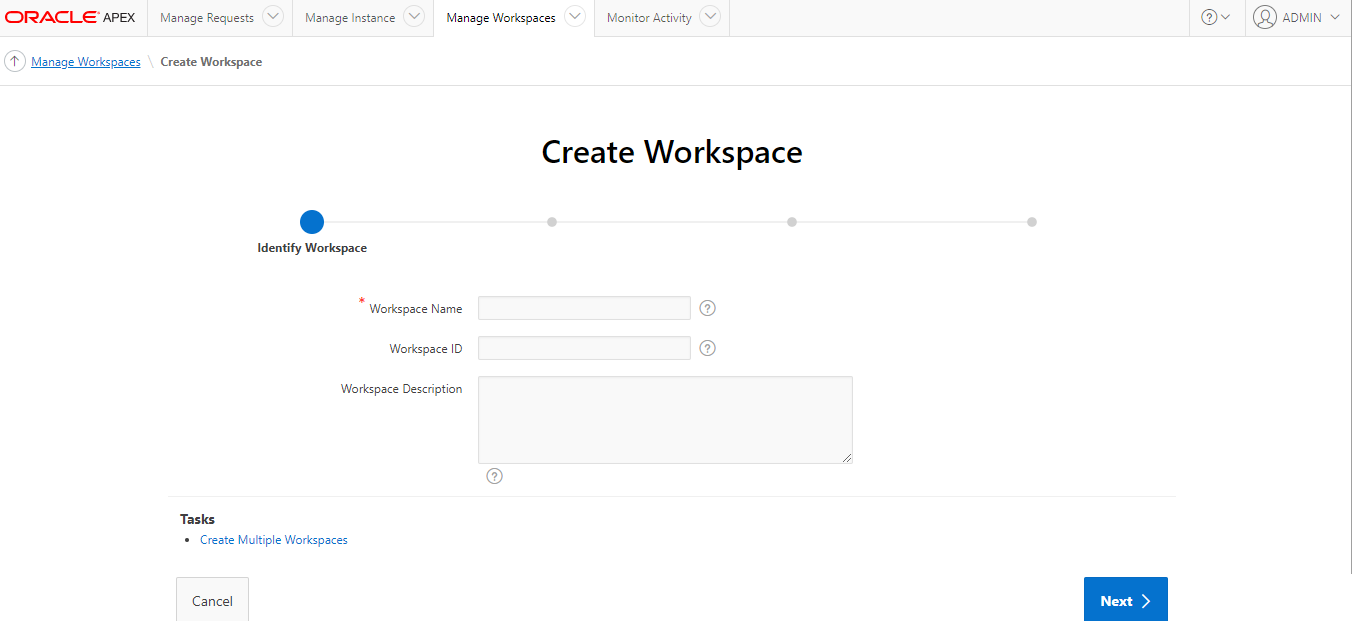 ORACLE APEX Manage Requests Manage Instance Manage Workspaces Monitor Activity ? ADMIN
Manage Workspaces \ Create Workspace
Create Workspace
Identify Workspace
* Workspace Name ?
Workspace ID ?
Workspace Description
?
Tasks
• Create Multiple Workspaces
Cancel Next